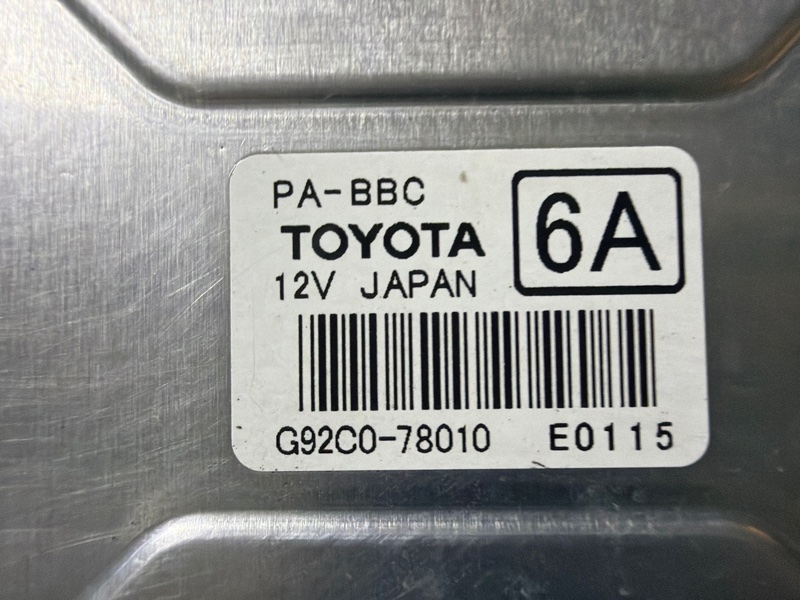 PA-BBC
6A
TOYOTA
12V JAPAN
G92C0-78010 E0115